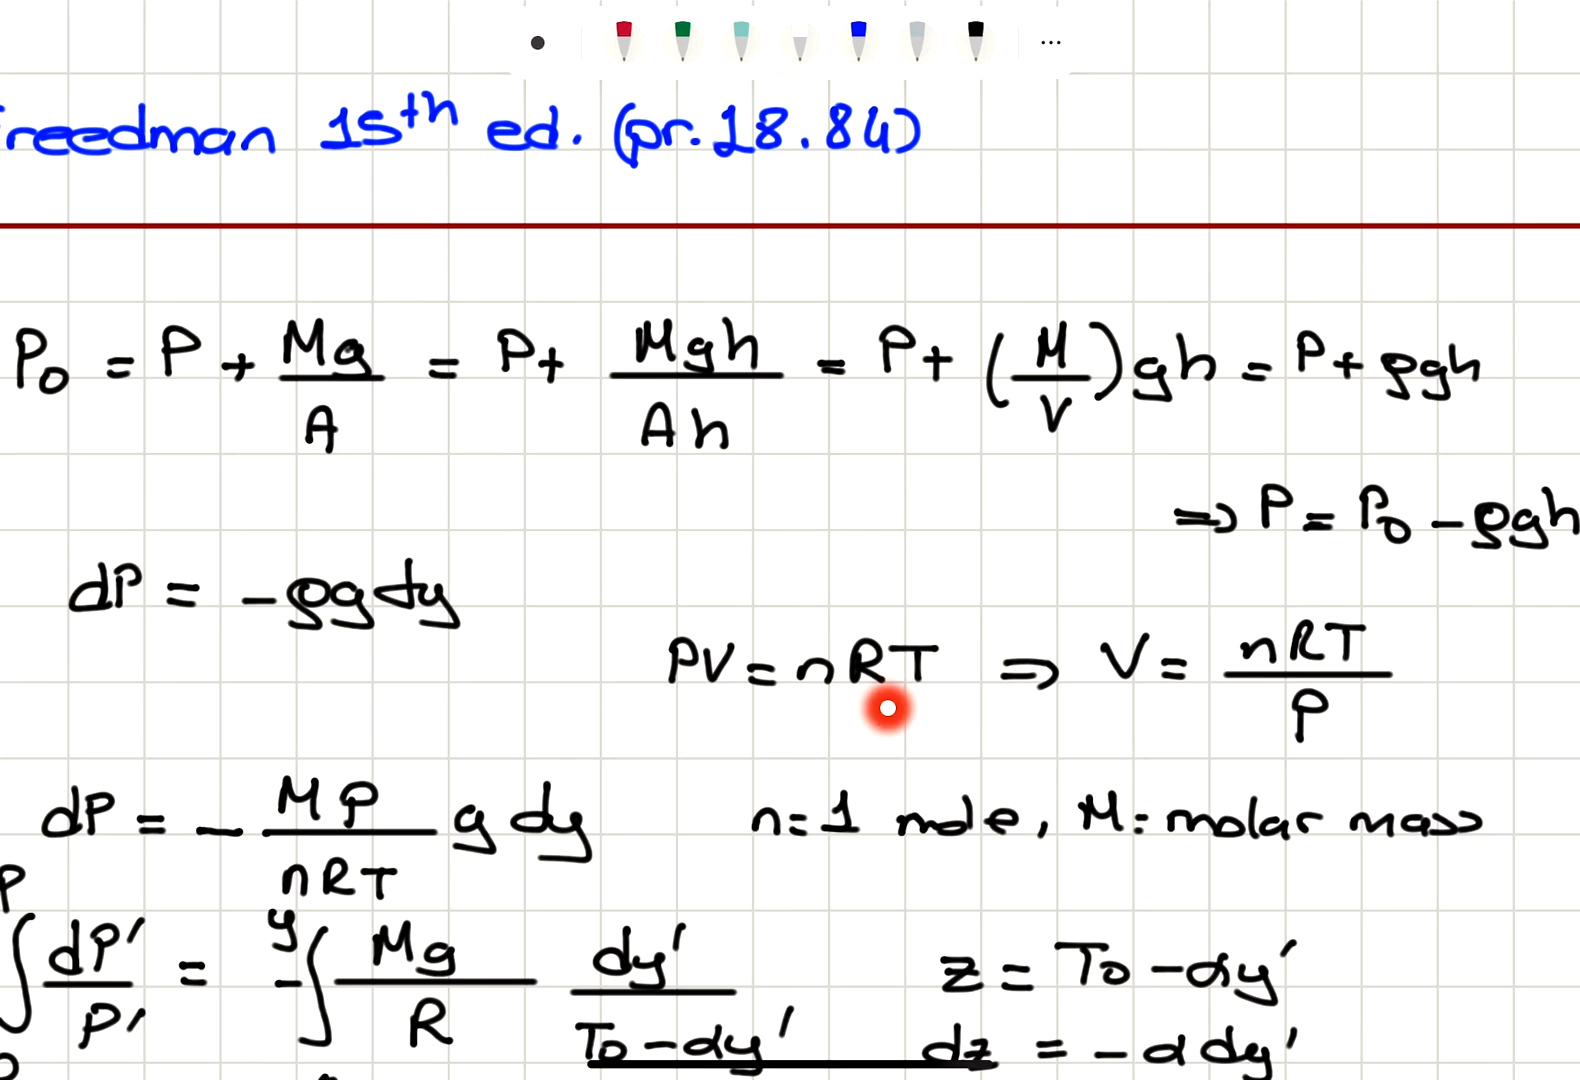 reedman 15th ed. (pr. 18.84)
P₀ = P + Mg/A = P + Mgh/Ah = P + (M/V)gh = P + ρgh
⇒ P = P₀ - ρgh
dP = -ρg dy
PV = nRT ⇒ V = nRT/P
dP = - MP/nRT g dy n=1 mole, M: molar mass
∫^P_0 dP'/P' = -∫^y Mg/R dy'/(T₀ - αy') z = T₀ - αy'
dz = -α dy'